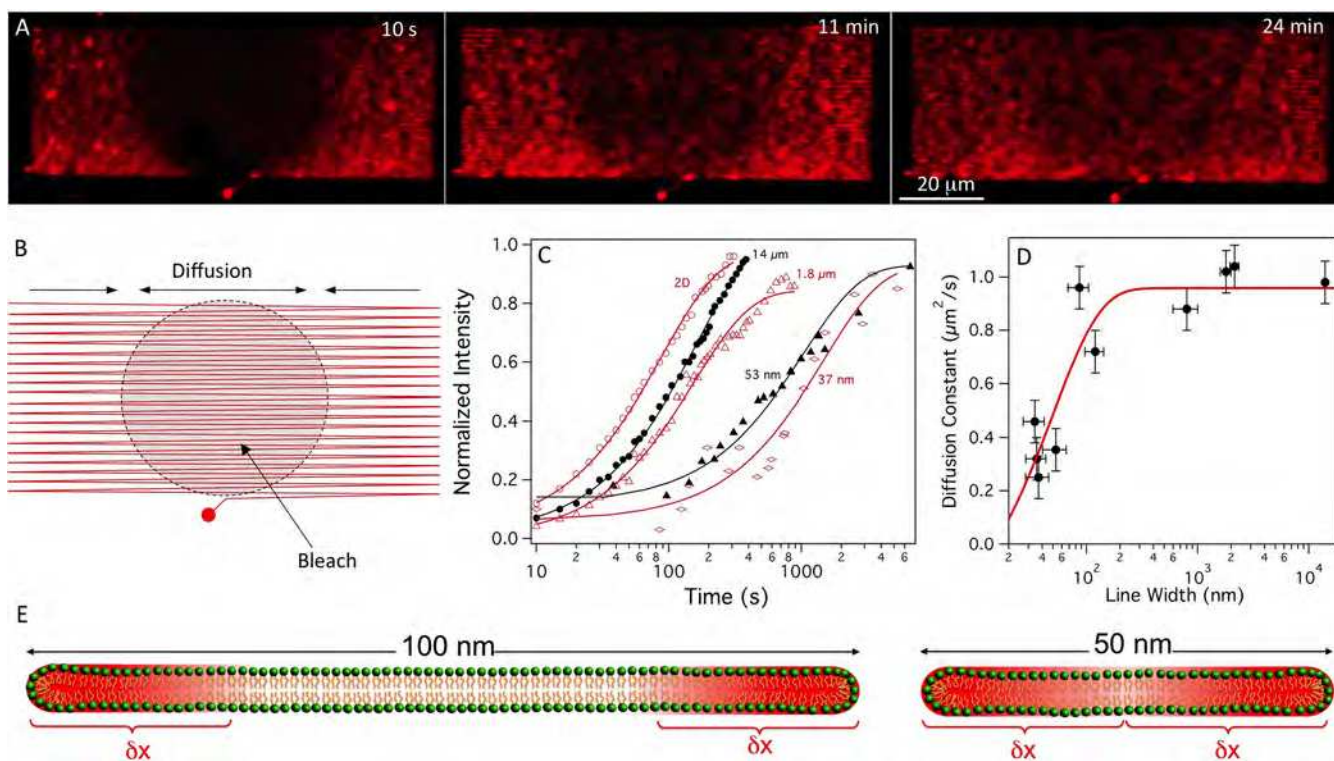 A
10 s
11 min
24 min
20 μm
B
Diffusion
Bleach
C
Normalized Intensity
1.0
0.8
0.6
0.4
0.2
0.0
2D
14 μm
1.8 μm
53 nm
37 nm
10
2
4
6
8
100
2
4
6
8
1000
2
4
6
Time (s)
D
Diffusion Constant (μm²/s)
1.0
0.8
0.6
0.4
0.2
0.0
2
4
6
8
10²
2
4
6
8
10³
2
4
6
8
10⁴
Line Width (nm)
E
100 nm
50 nm
δx
δx
δx
δx